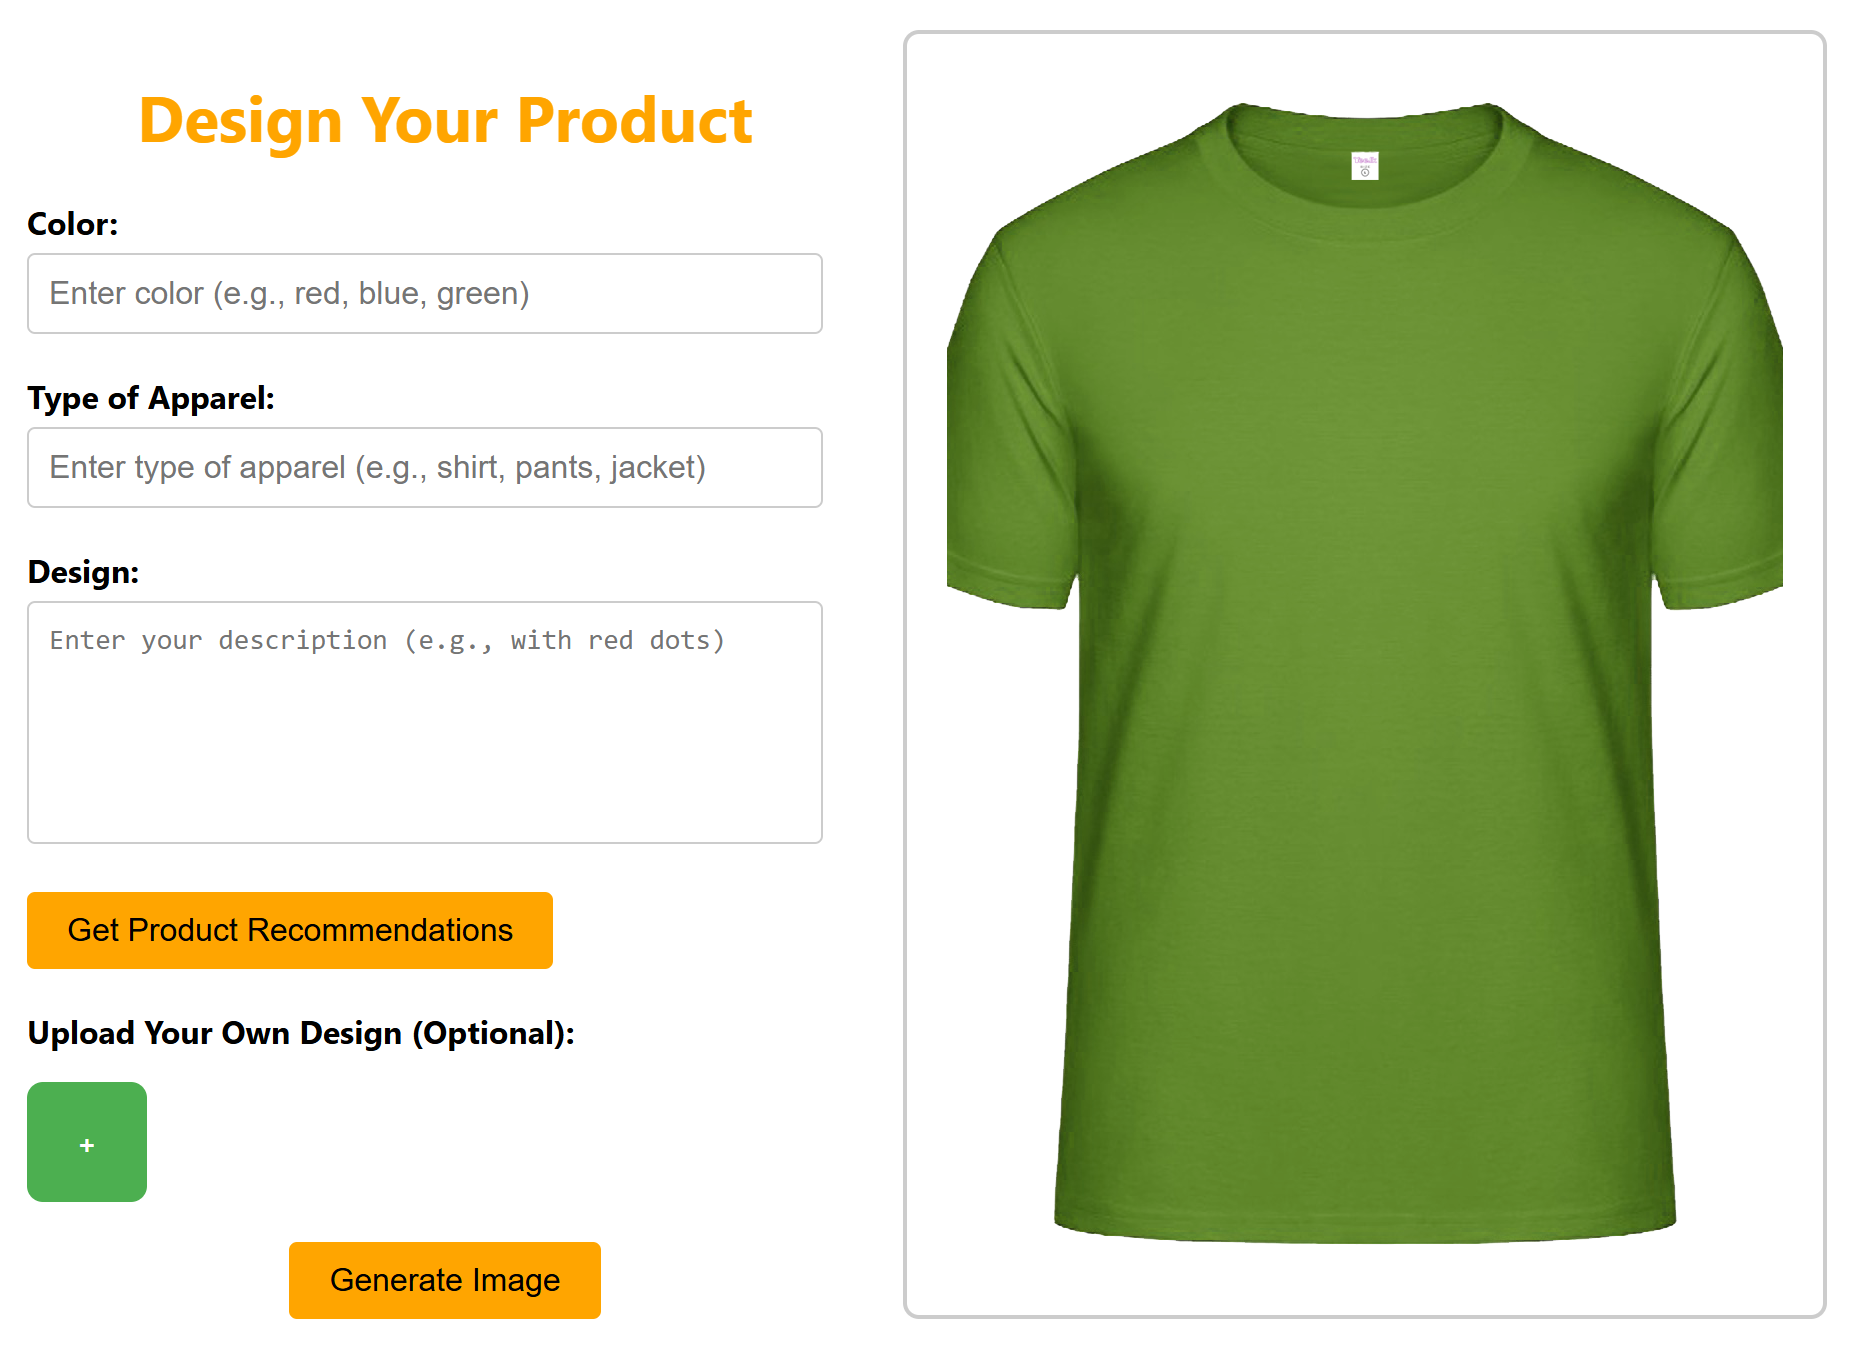 Design Your Product
Color:
Enter color (e.g., red, blue, green)
Type of Apparel:
Enter type of apparel (e.g., shirt, pants, jacket)
Design:
Enter your description (e.g., with red dots)
Get Product Recommendations
Upload Your Own Design (Optional):
+
Generate Image